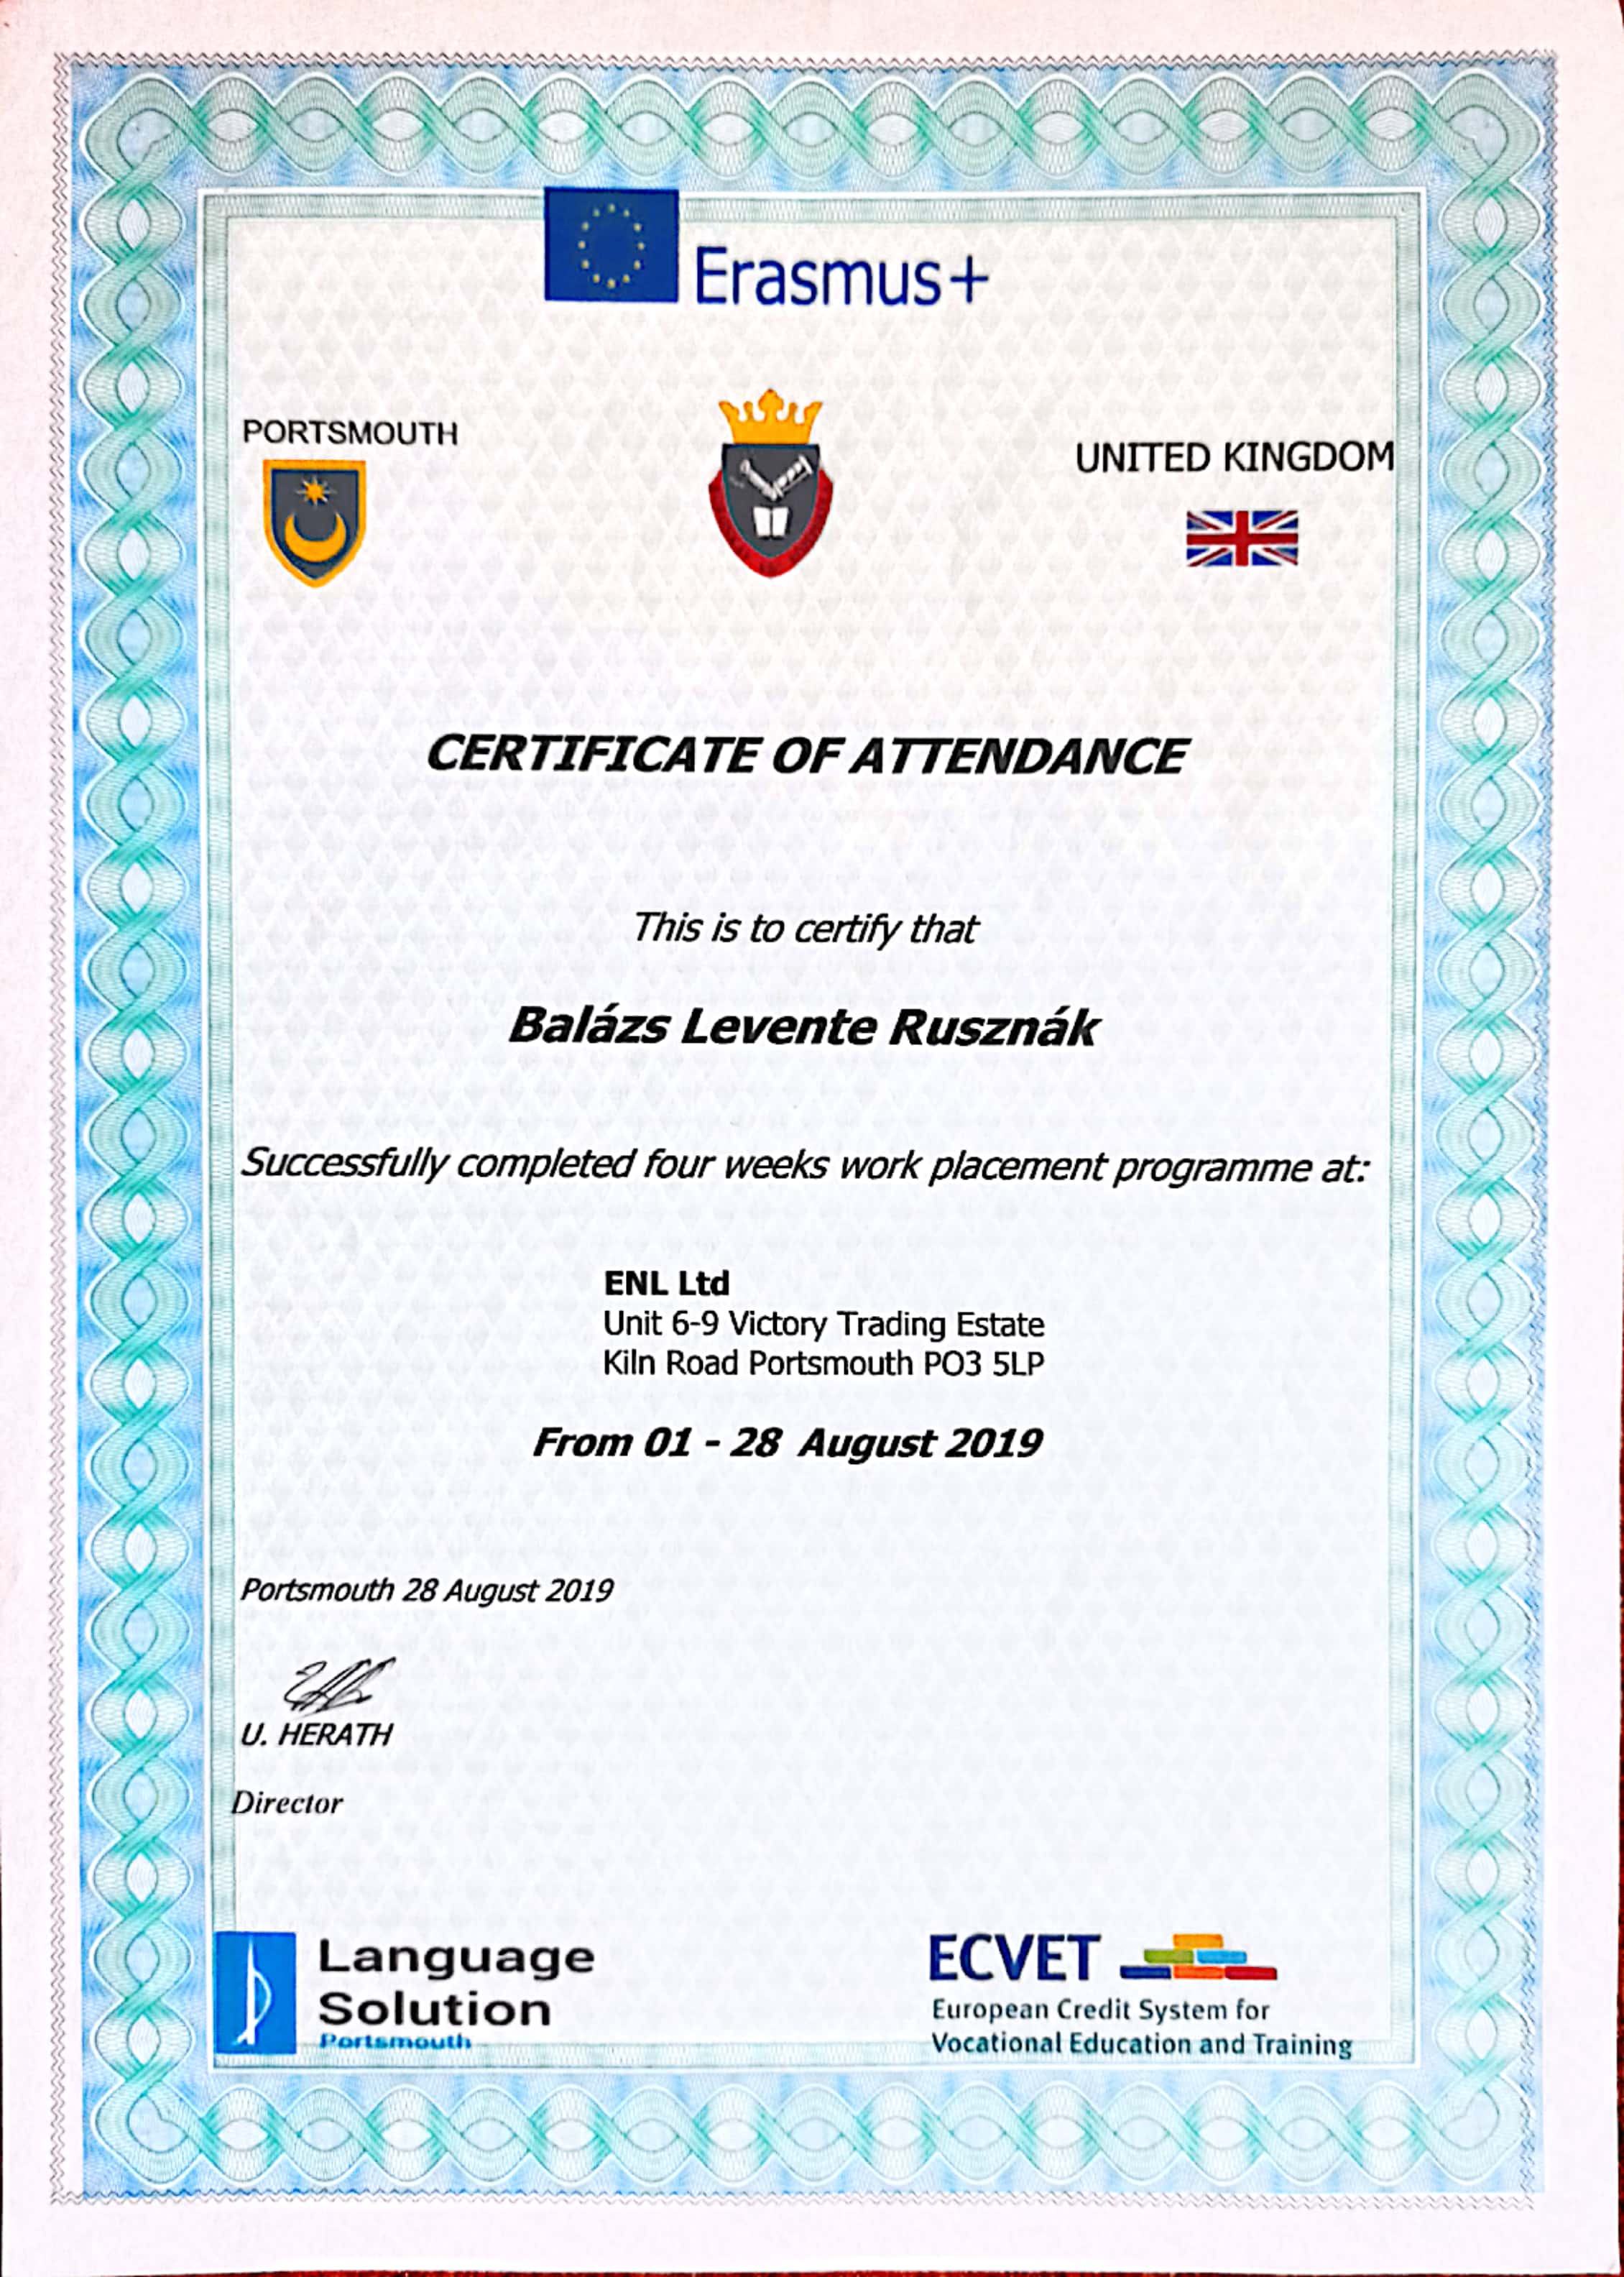 Erasmus+
PORTSMOUTH
UNITED KINGDOM
CERTIFICATE OF ATTENDANCE
This is to certify that
Balázs Levente Rusznák
Successfully completed four weeks work placement programme at:
ENL Ltd
Unit 6-9 Victory Trading Estate
Kiln Road Portsmouth PO3 5LP
From 01 - 28 August 2019
Portsmouth 28 August 2019
U. HERATH
Director
Language
Solution
Portsmouth
ECVET
European Credit System for
Vocational Education and Training